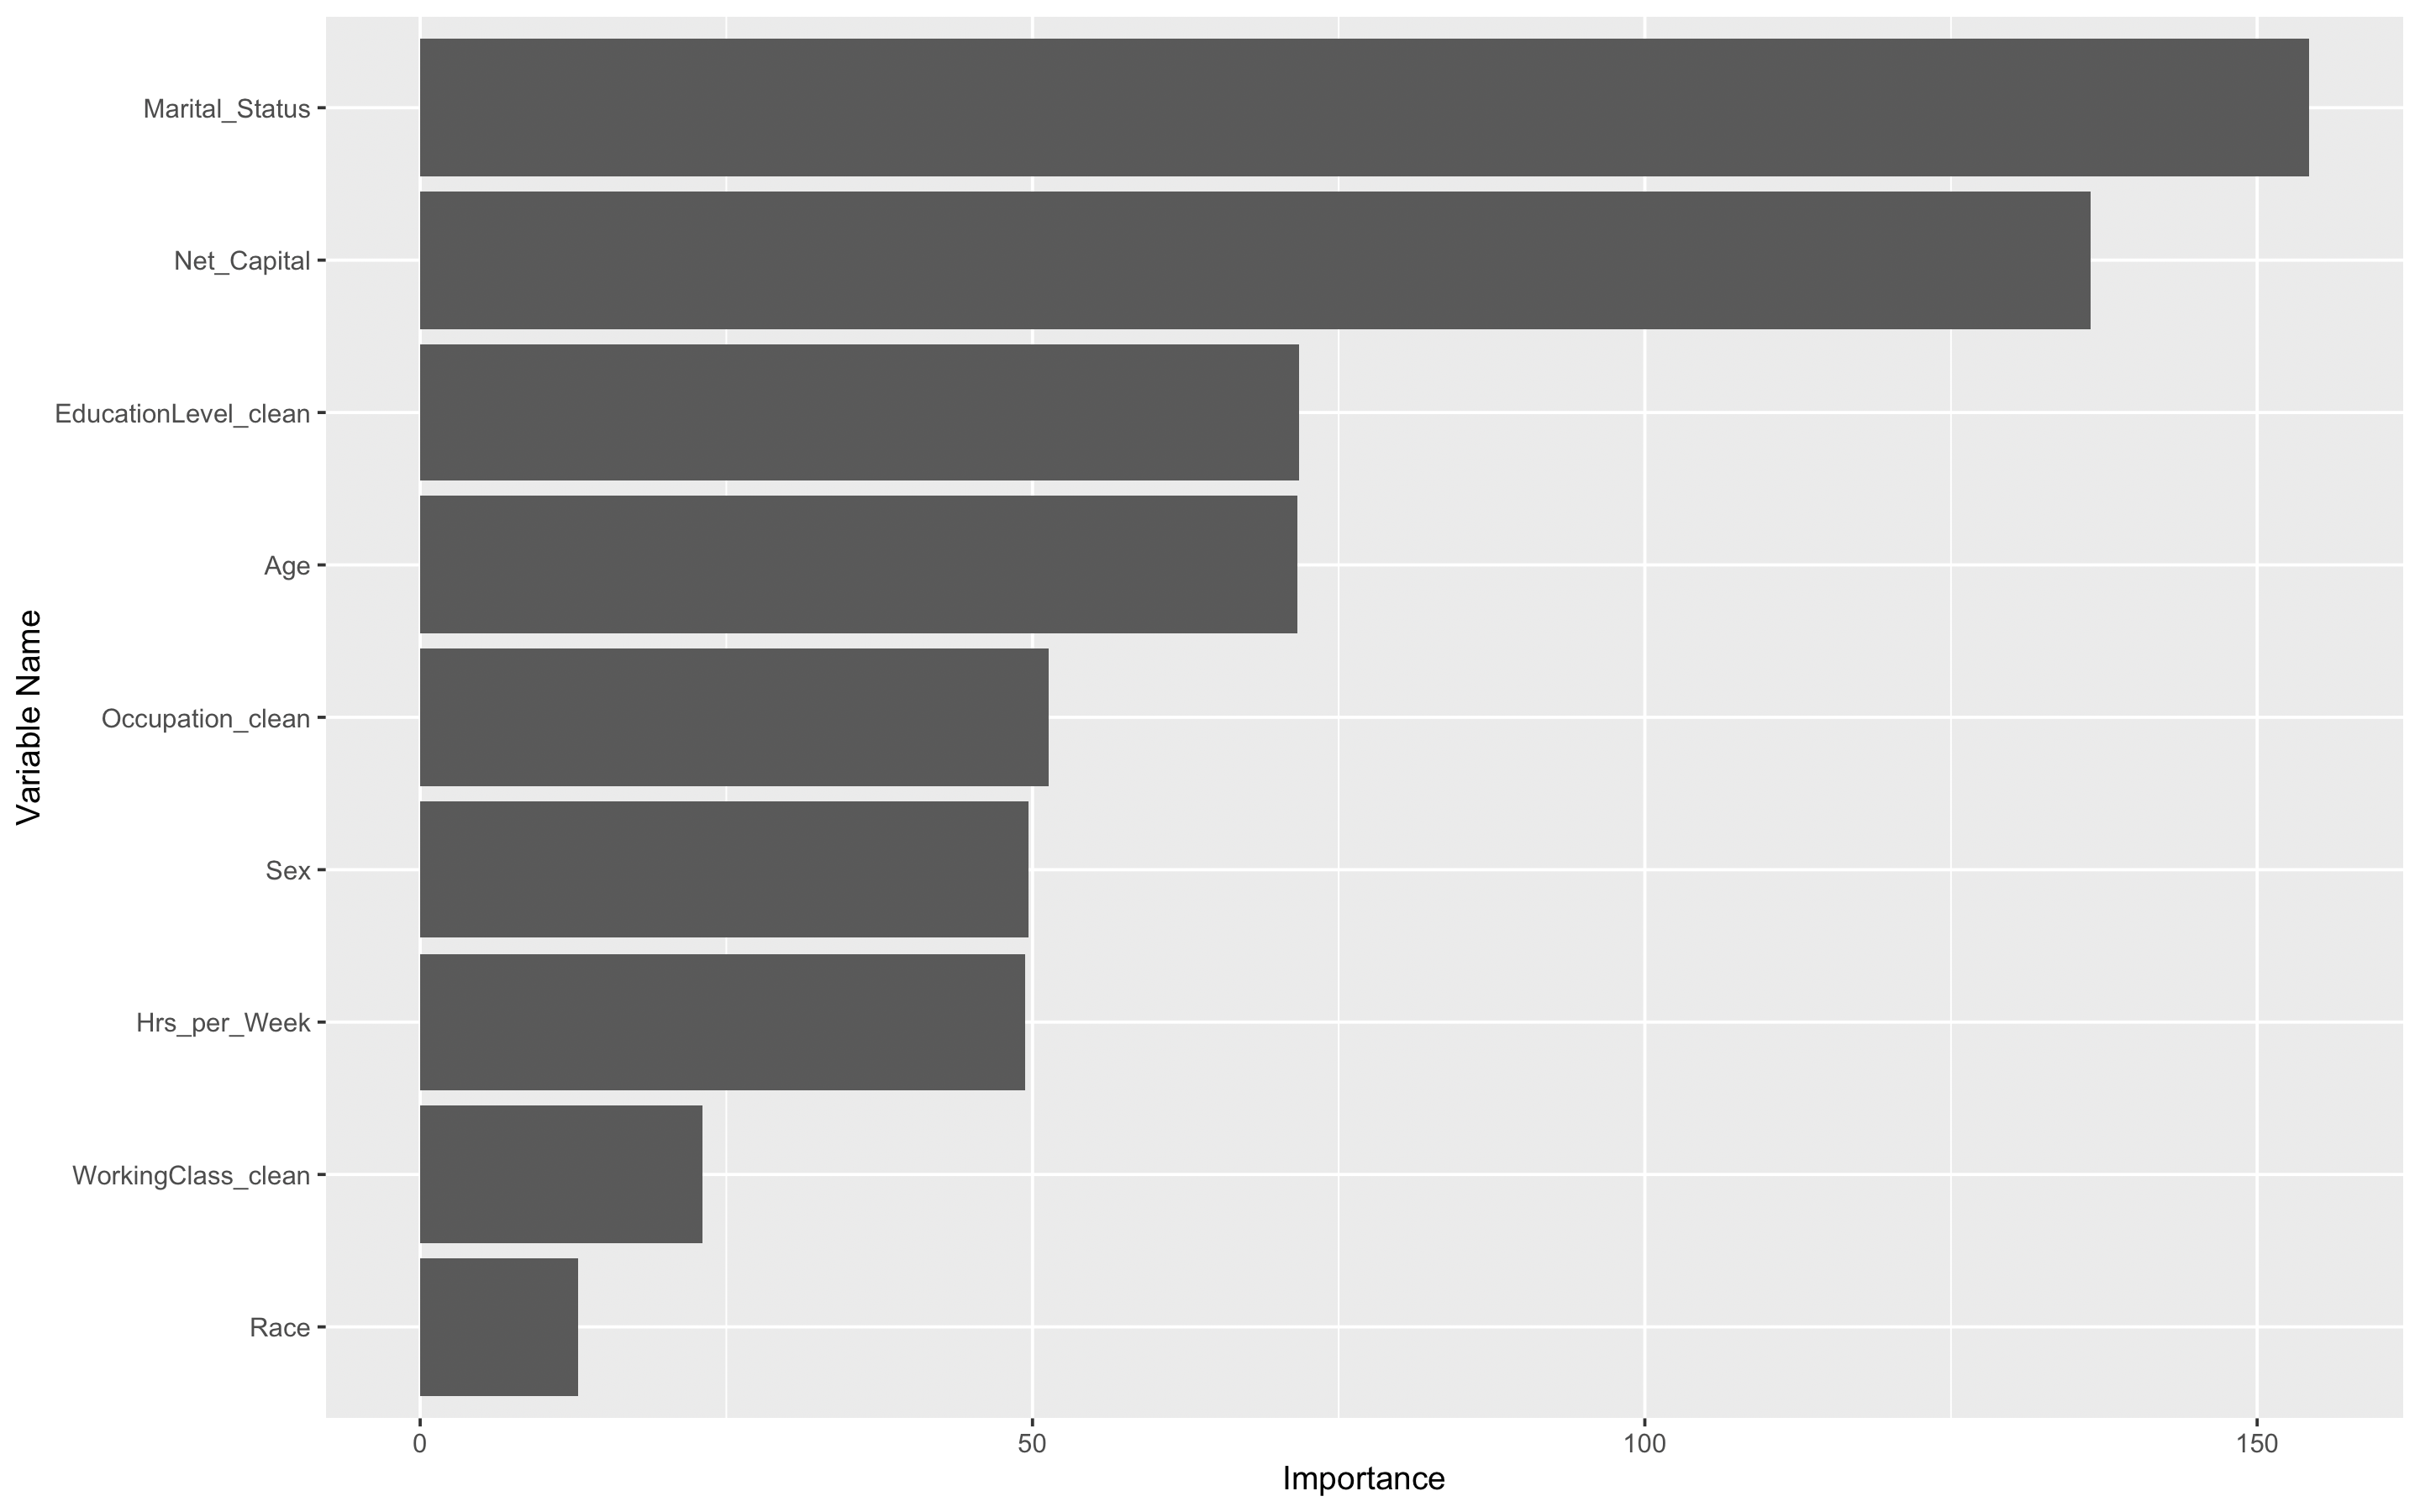 Marital_Status
Net_Capital
EducationLevel_clean
Age
Occupation_clean
Sex
Hrs_per_Week
WorkingClass_clean
Race
Variable Name
0 50 100 150
Importance